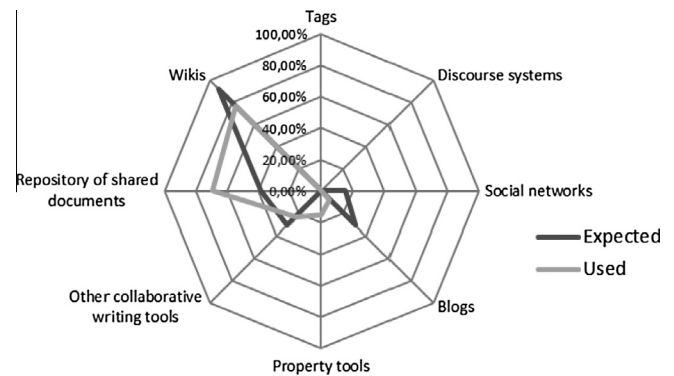 Tags
100,00%
80,00%
60,00%
40,00%
20,00%
0,00%
Discourse systems
Social networks
Blogs
Property tools
Other collaborative
writing tools
Repository of shared
documents
Wikis
Expected
Used